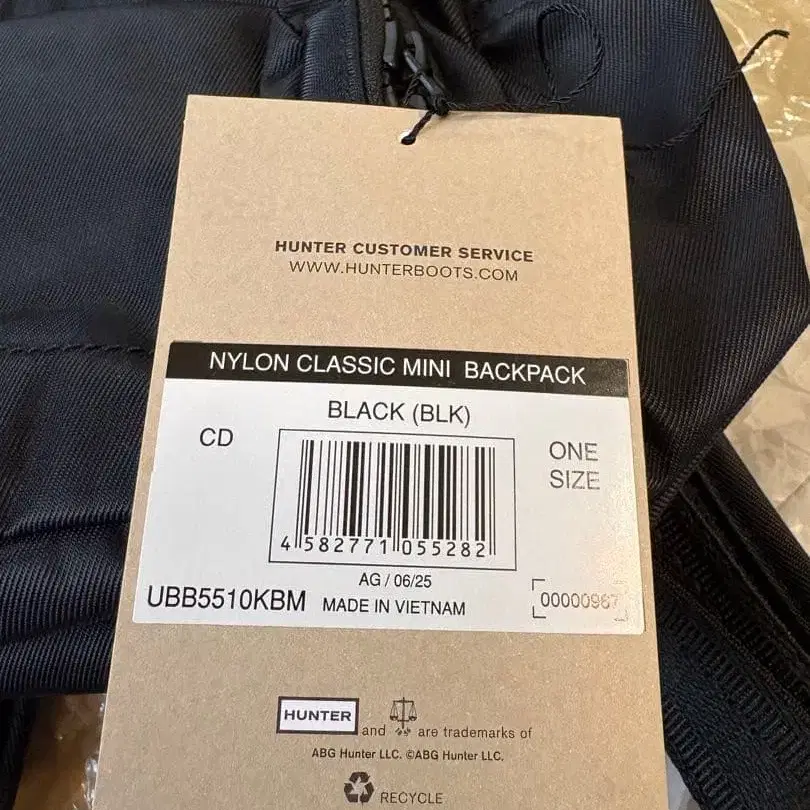 HUNTER CUSTOMER SERVICE
WWW.HUNTERBOOTS.COM
NYLON CLASSIC MINI BACKPACK
BLACK (BLK)
CD
ONE
SIZE
4 582771 055282
AG / 06/25
UBB5510KBM MADE IN VIETNAM
00000967
HUNTER and are trademarks of
ABG Hunter LLC. ©ABG Hunter LLC.
RECYCLE